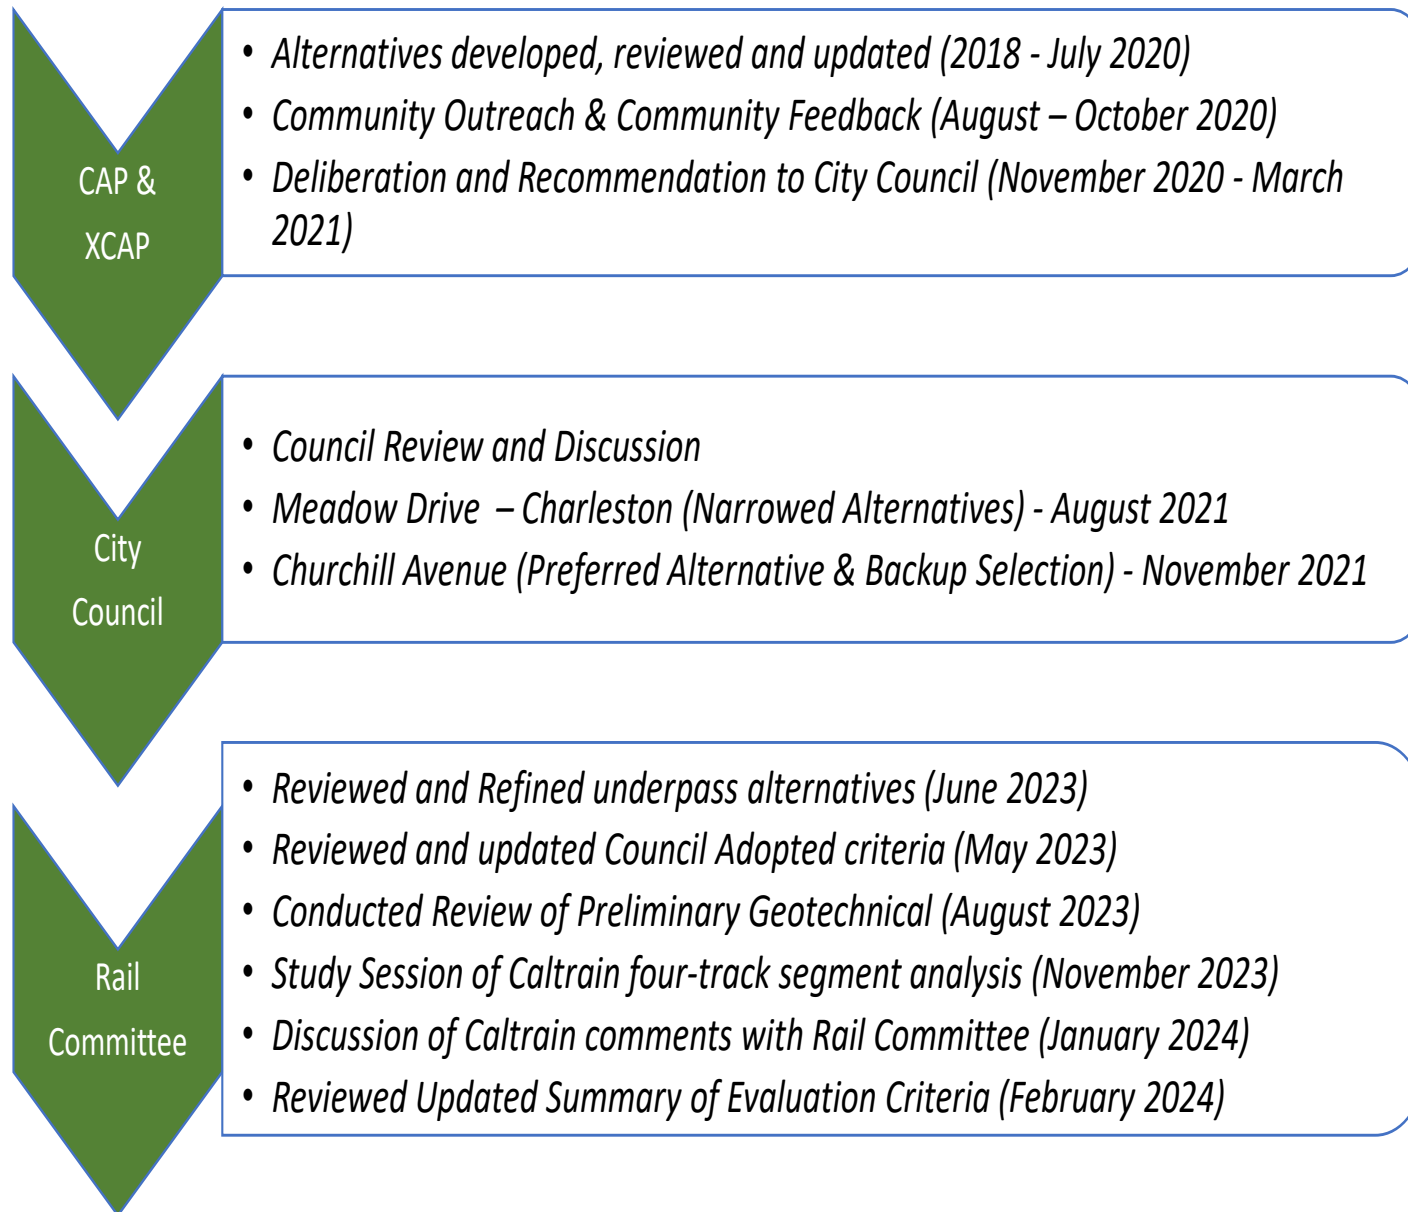 CAP &
XCAP
• Alternatives developed, reviewed and updated (2018 - July 2020)
• Community Outreach & Community Feedback (August – October 2020)
• Deliberation and Recommendation to City Council (November 2020 - March
2021)
City
Council
• Council Review and Discussion
• Meadow Drive – Charleston (Narrowed Alternatives) - August 2021
• Churchill Avenue (Preferred Alternative & Backup Selection) - November 2021
Rail
Committee
• Reviewed and Refined underpass alternatives (June 2023)
• Reviewed and updated Council Adopted criteria (May 2023)
• Conducted Review of Preliminary Geotechnical (August 2023)
• Study Session of Caltrain four-track segment analysis (November 2023)
• Discussion of Caltrain comments with Rail Committee (January 2024)
• Reviewed Updated Summary of Evaluation Criteria (February 2024)